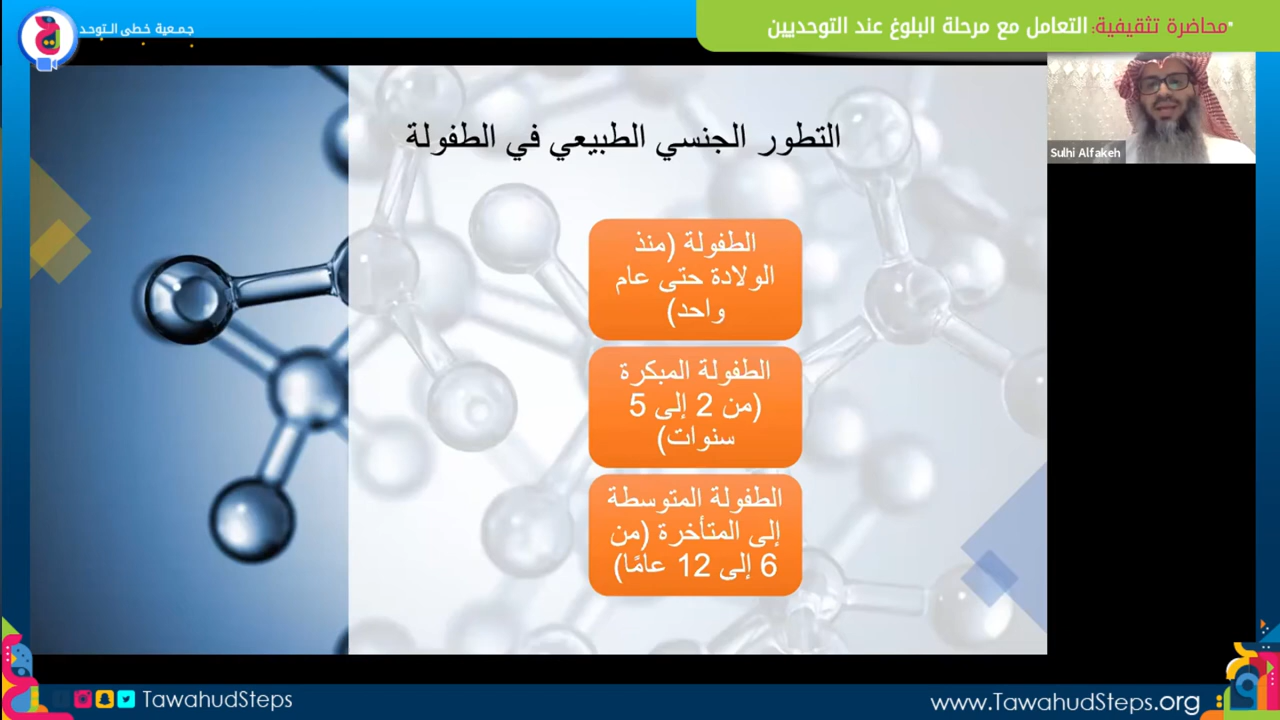 *محاضرة تثقيفية: التعامل مع مرحلة البلوغ عند التوحديين
جمعية خطى التوحد
Sulhi Alfakeh
التطور الجنسي الطبيعي في الطفولة
الطفولة (منذ
الولادة حتى عام
واحد)
الطفولة المبكرة
(من 2 إلى 5
سنوات)
الطفولة المتوسطة
إلى المتأخرة (من
6 إلى 12 عامًا)
TawahudSteps
www.TawahudSteps.org